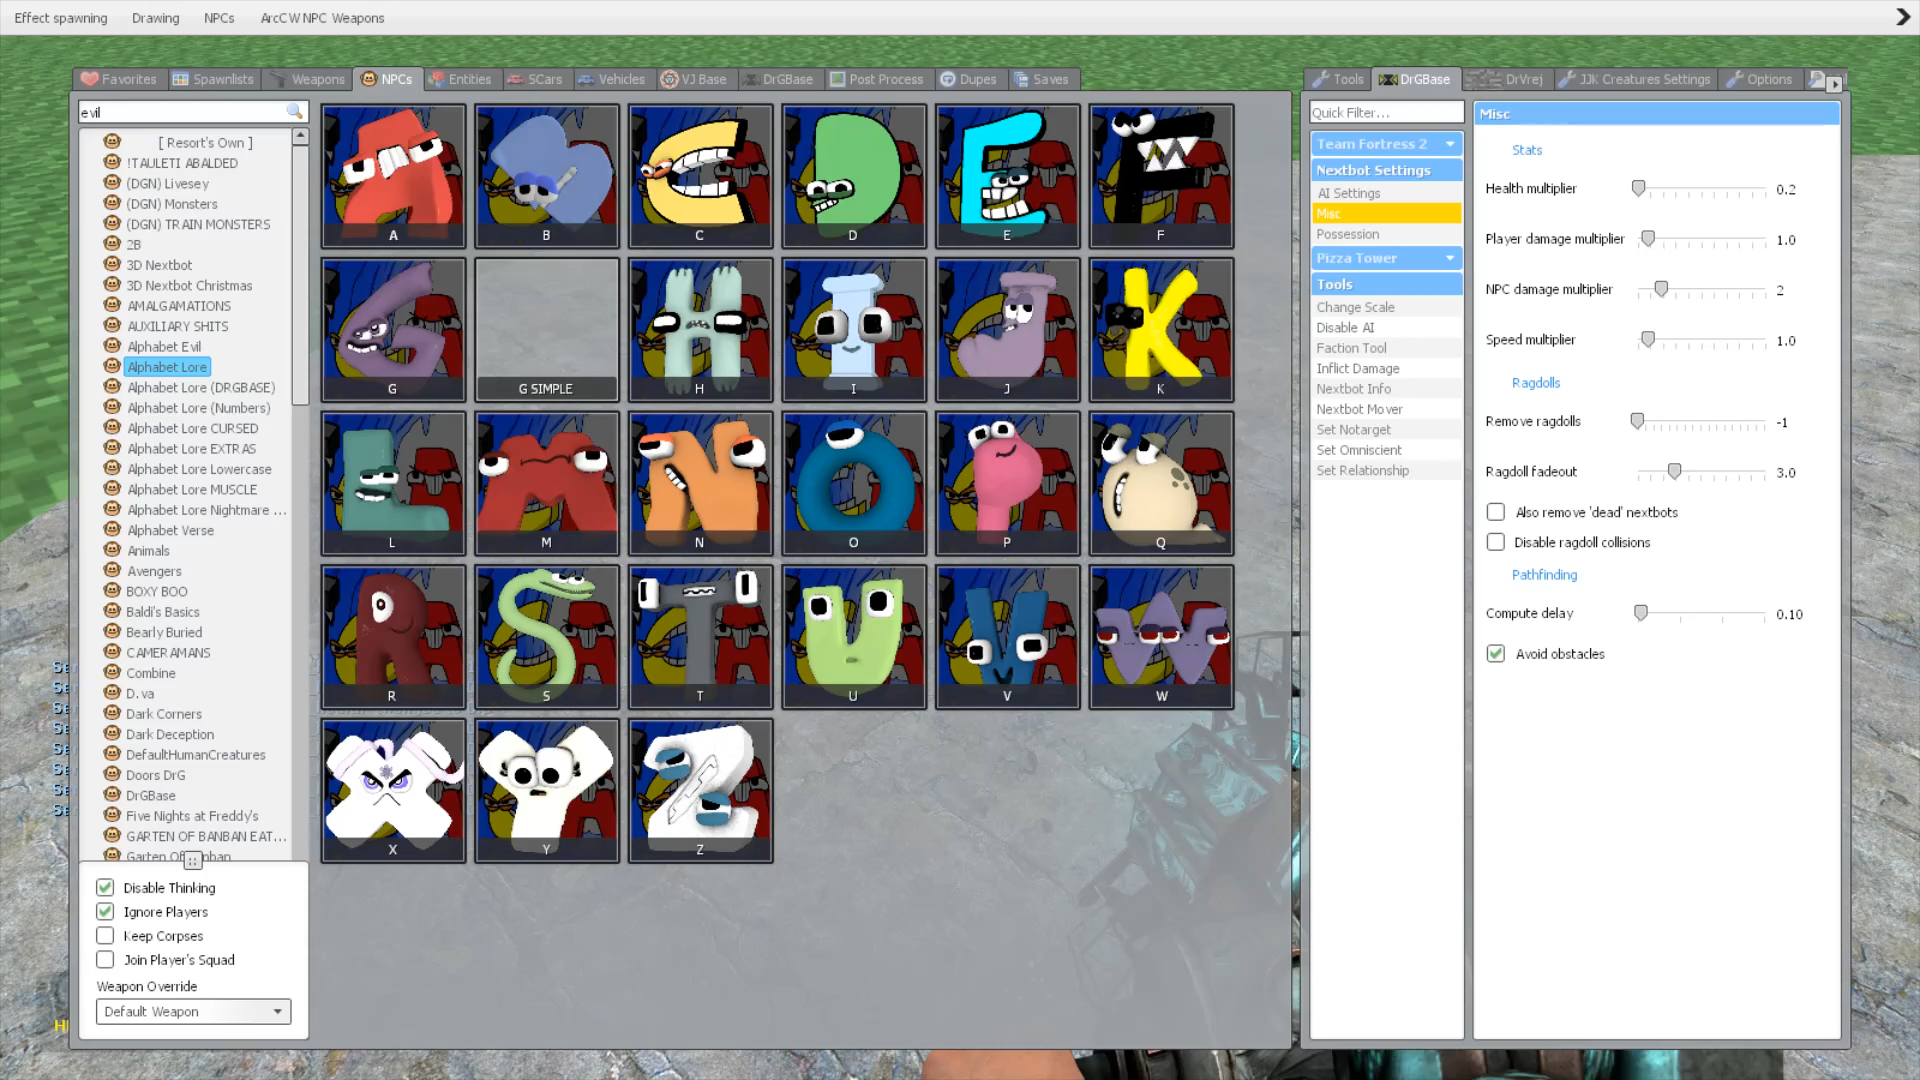 Effect spawning Drawing NPCs ArcCW NPC Weapons
Favorites Spawnlists Weapons NPCs Entities SCars Vehicles VJ Base DrGBase Post Process Dupes Saves
evil
[ Resort's Own ]
!TAULETI ABALDED
(DGN) Livesey
(DGN) Monsters
(DGN) TRAIN MONSTERS
2B
3D Nextbot
3D Nextbot Christmas
AMALGAMATIONS
AUXILIARY SHITS
Alphabet Evil
Alphabet Lore
Alphabet Lore (DRGBASE)
Alphabet Lore (Numbers)
Alphabet Lore CURSED
Alphabet Lore EXTRAS
Alphabet Lore Lowercase
Alphabet Lore MUSCLE
Alphabet Lore Nightmare ...
Alphabet Verse
Animals
Avengers
BOXY BOO
Baldi's Basics
Bearly Buried
CAMERAMANS
Combine
D.va
Dark Corners
Dark Deception
DefaultHumanCreatures
Doors DrG
DrGBase
Five Nights at Freddy's
GARTEN OF BANBAN EAT...
Disable Thinking
Ignore Players
Keep Corpses
Join Player's Squad
Weapon Override
Default Weapon
A B C D E F
G G SIMPLE H I J K
L M N O P Q
R S T U V W
X Y Z
Tools DrGBase DrVrej JJK Creatures Settings Options
Quick Filter...
Team Fortress 2
Nextbot Settings
AI Settings
Misc
Possession
Pizza Tower
Tools
Change Scale
Disable AI
Faction Tool
Inflict Damage
Nextbot Info
Nextbot Mover
Set Notarget
Set Omniscient
Set Relationship
Misc
Stats
Health multiplier 0.2
Player damage multiplier 1.0
NPC damage multiplier 2
Speed multiplier 1.0
Ragdolls
Remove ragdolls -1
Ragdoll fadeout 3.0
Also remove 'dead' nextbots
Disable ragdoll collisions
Pathfinding
Compute delay 0.10
Avoid obstacles